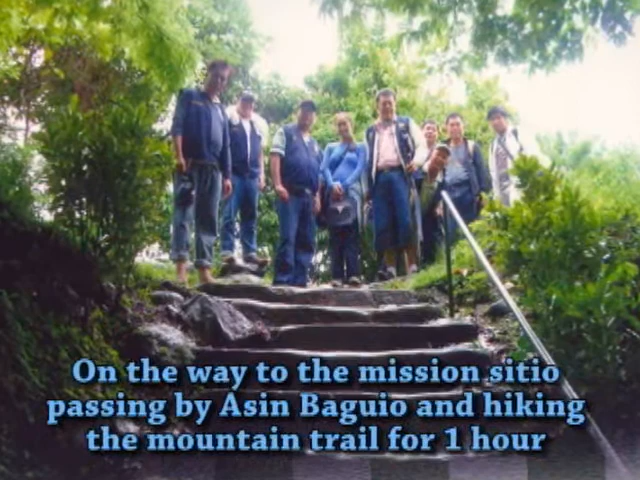 On the way to the mission sitio
passing by Asin Baguio and hiking
the mountain trail for 1 hour